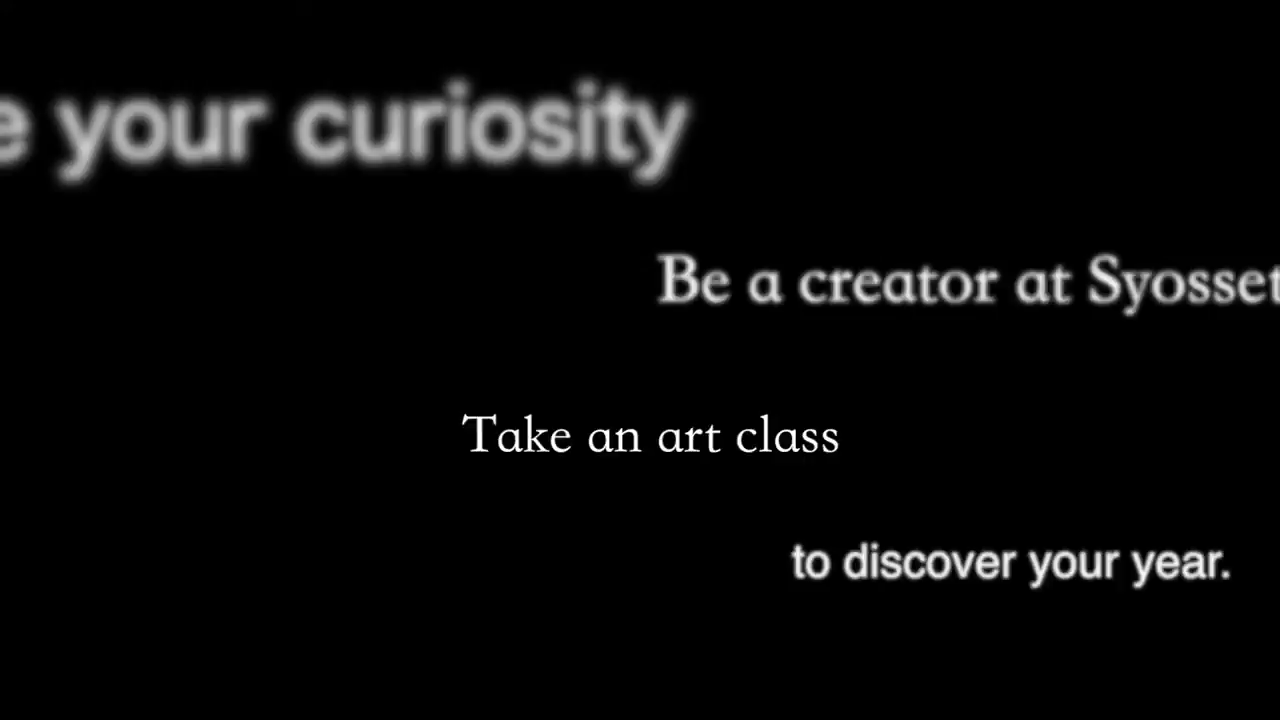 e your curiosity
Be a creator at Syosset
Take an art class
to discover your year.